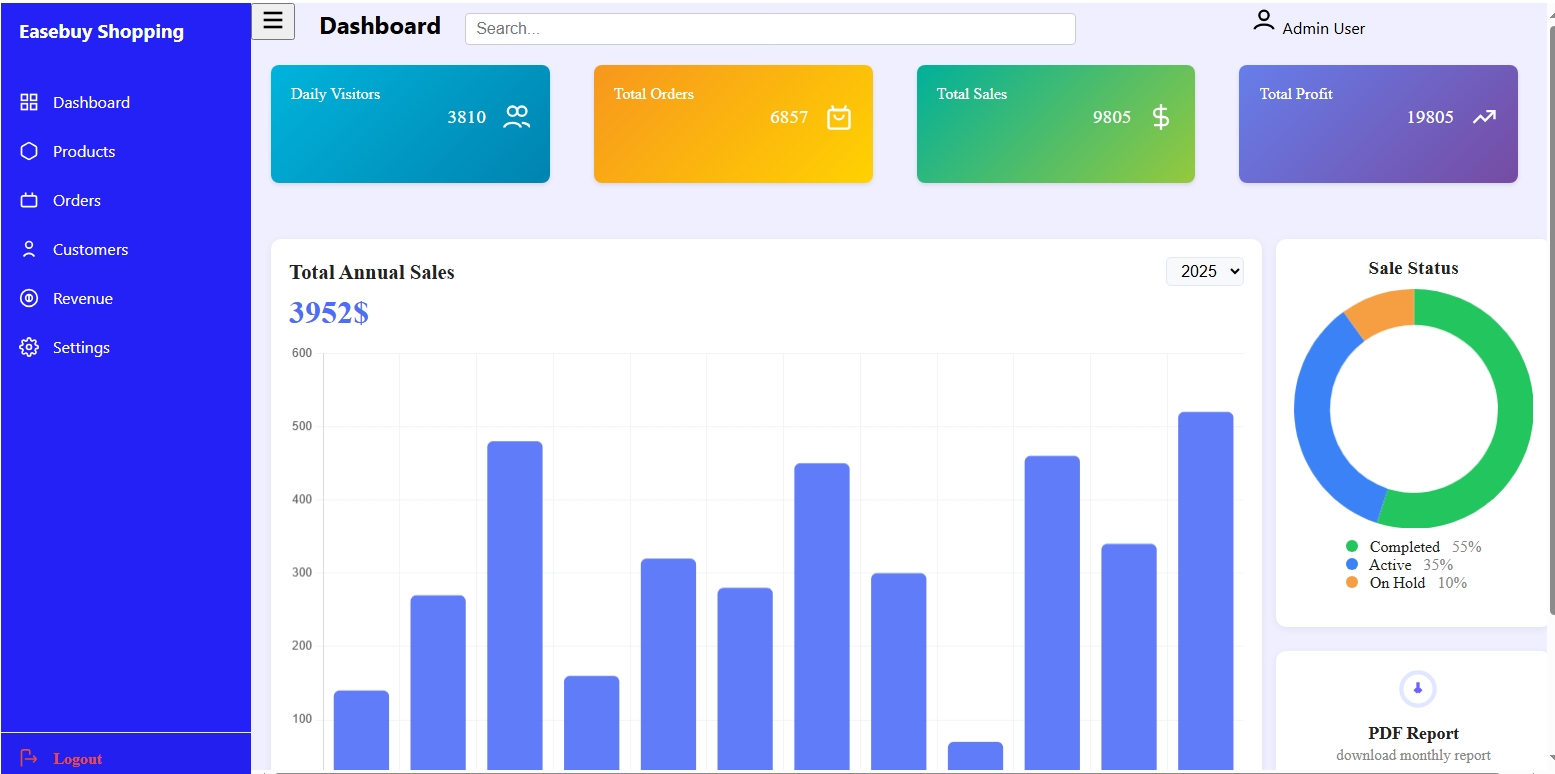 Easebuy Shopping
Dashboard
Search...
Admin User
Dashboard
Products
Orders
Customers
Revenue
Settings
Logout
Daily Visitors
3810
Total Orders
6857
Total Sales
9805
Total Profit
19805
Total Annual Sales
2025
3952$
600
500
400
300
200
100
Sale Status
Completed 55%
Active 35%
On Hold 10%
PDF Report
download monthly report